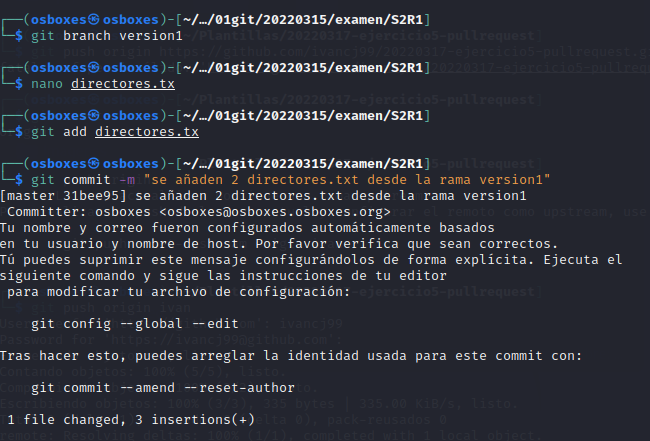 ┌──(osboxes㉿osboxes)-[~/…/01git/20220315/examen/S2R1]
└─$ git branch version1
┌──(osboxes㉿osboxes)-[~/…/01git/20220315/examen/S2R1]
└─$ nano directores.tx
┌──(osboxes㉿osboxes)-[~/…/01git/20220315/examen/S2R1]
└─$ git add directores.tx
┌──(osboxes㉿osboxes)-[~/…/01git/20220315/examen/S2R1]
└─$ git commit -m "se añaden 2 directores.txt desde la rama version1"
[master 31bee95] se añaden 2 directores.txt desde la rama version1
Committer: osboxes <osboxes@osboxes.osboxes.org>
Tu nombre y correo fueron configurados automáticamente basados
en tu usuario y nombre de host. Por favor verifica que sean correctos.
Tú puedes suprimir este mensaje configurándolos de forma explícita. Ejecuta el
siguiente comando y sigue las instrucciones de tu editor
para modificar tu archivo de configuración:
git config --global --edit
Tras hacer esto, puedes arreglar la identidad usada para este commit con:
git commit --amend --reset-author
1 file changed, 3 insertions(+)